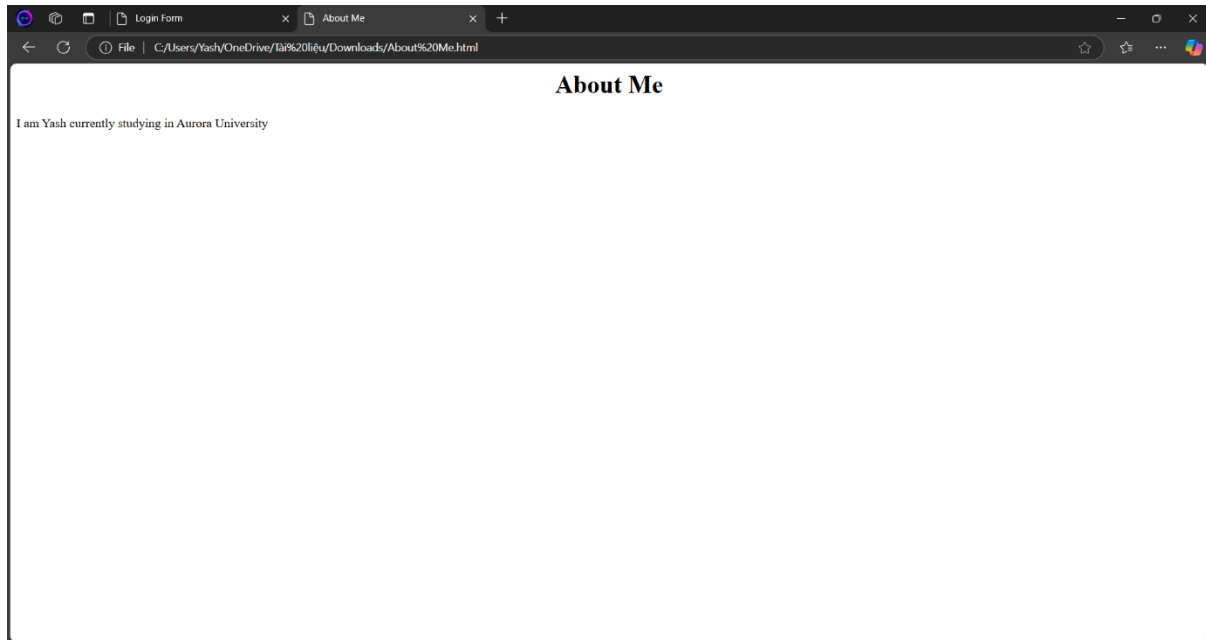 Login Form
About Me
File
C:/Users/Yash/OneDrive/Tài%20liệu/Downloads/About%20Me.html
About Me
I am Yash currently studying in Aurora University